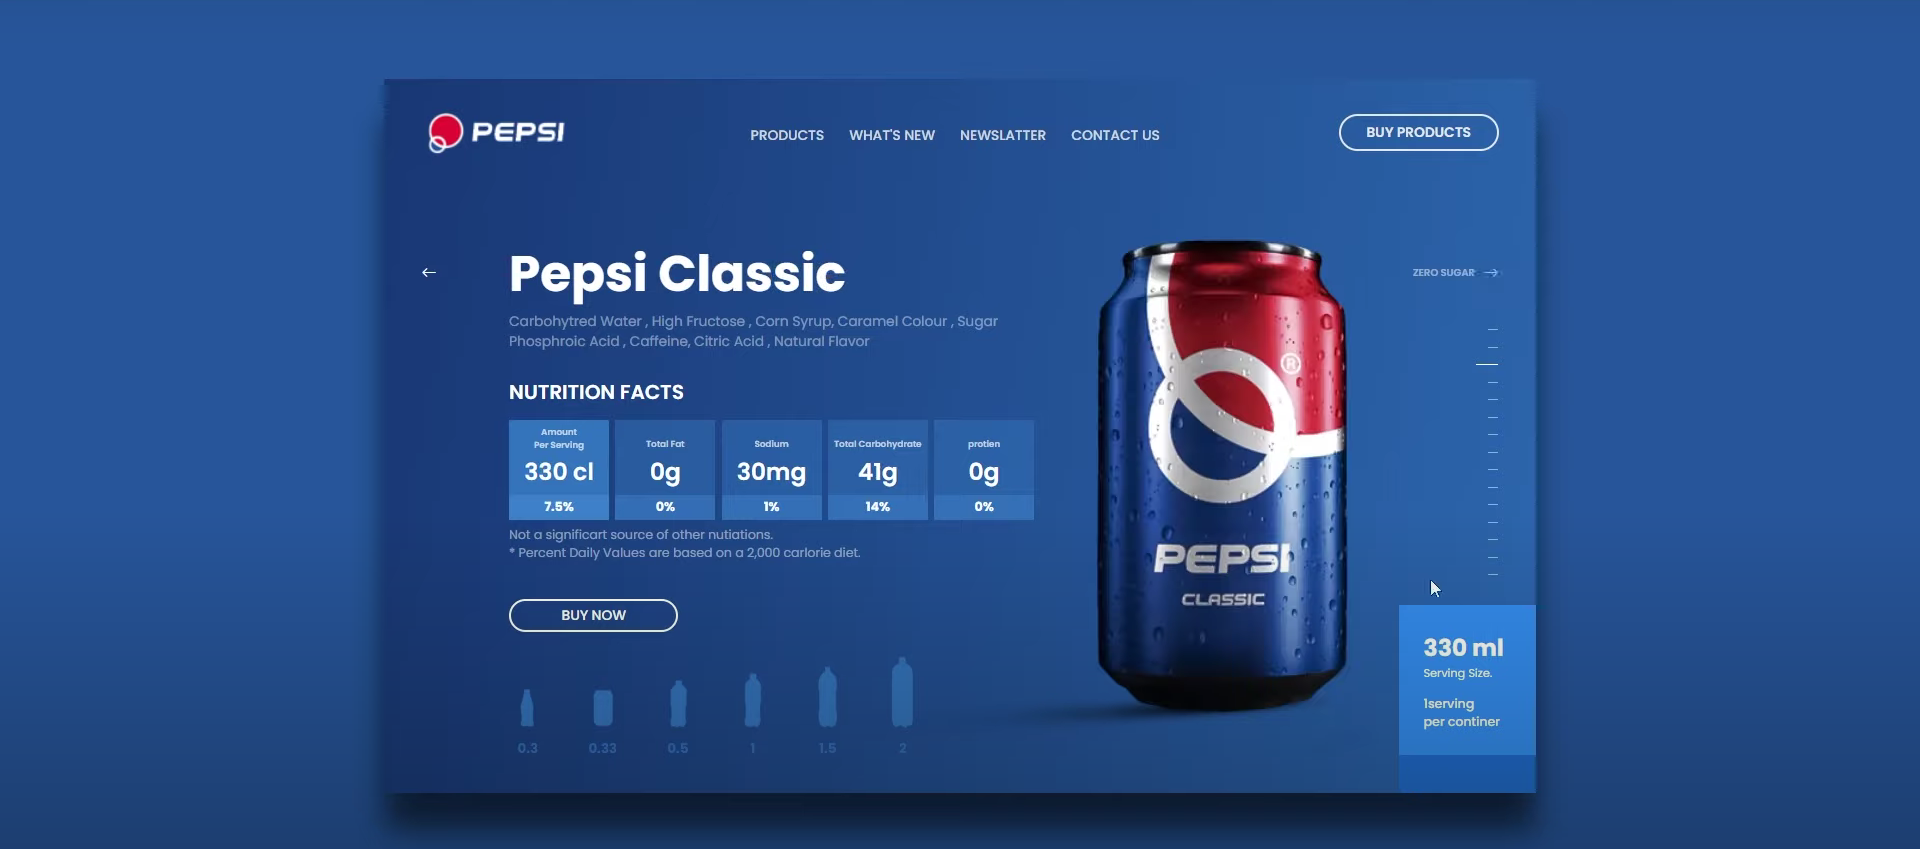 PEPSI
PRODUCTS WHAT'S NEW NEWSLATTER CONTACT US
BUY PRODUCTS
Pepsi Classic
ZERO SUGAR
Carbohytred Water , High Fructose , Corn Syrup, Caramel Colour , Sugar
Phosphroic Acid , Caffeine, Citric Acid , Natural Flavor
NUTRITION FACTS
Amount
Per Serving
330 cl
7.5%
Total Fat
0g
0%
Sodium
30mg
1%
Total Carbohydrate
41g
14%
protien
0g
0%
Not a significart source of other nutiations.
* Percent Daily Values are based on a 2,000 carlorie diet.
BUY NOW
0.3 0.33 0.5 1 1.5 2
®
PEPSI
CLASSIC
330 ml
Serving Size.
1serving
per continer